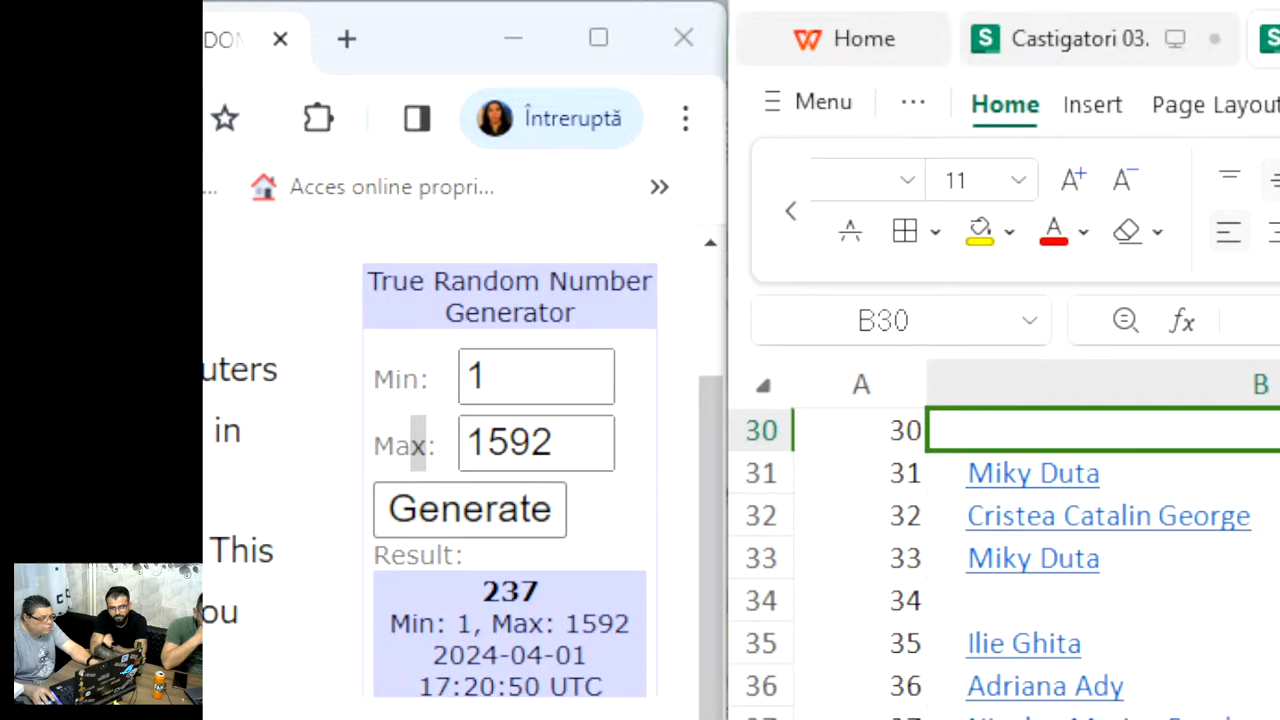 DOM
Întreruptă
... Acces online propri... »
uters
in
This
ou
True Random Number
Generator
Min: 1
Max: 1592
Generate
Result:
237
Min: 1, Max: 1592
2024-04-01
17:20:50 UTC
Home
S Castigatori 03.
S
Menu ... Home Insert Page Layou
11 A+ A-
A
B30 fx
A B
30 30
31 31 Miky Duta
32 32 Cristea Catalin George
33 33 Miky Duta
34 34
35 35 Ilie Ghita
36 36 Adriana Ady